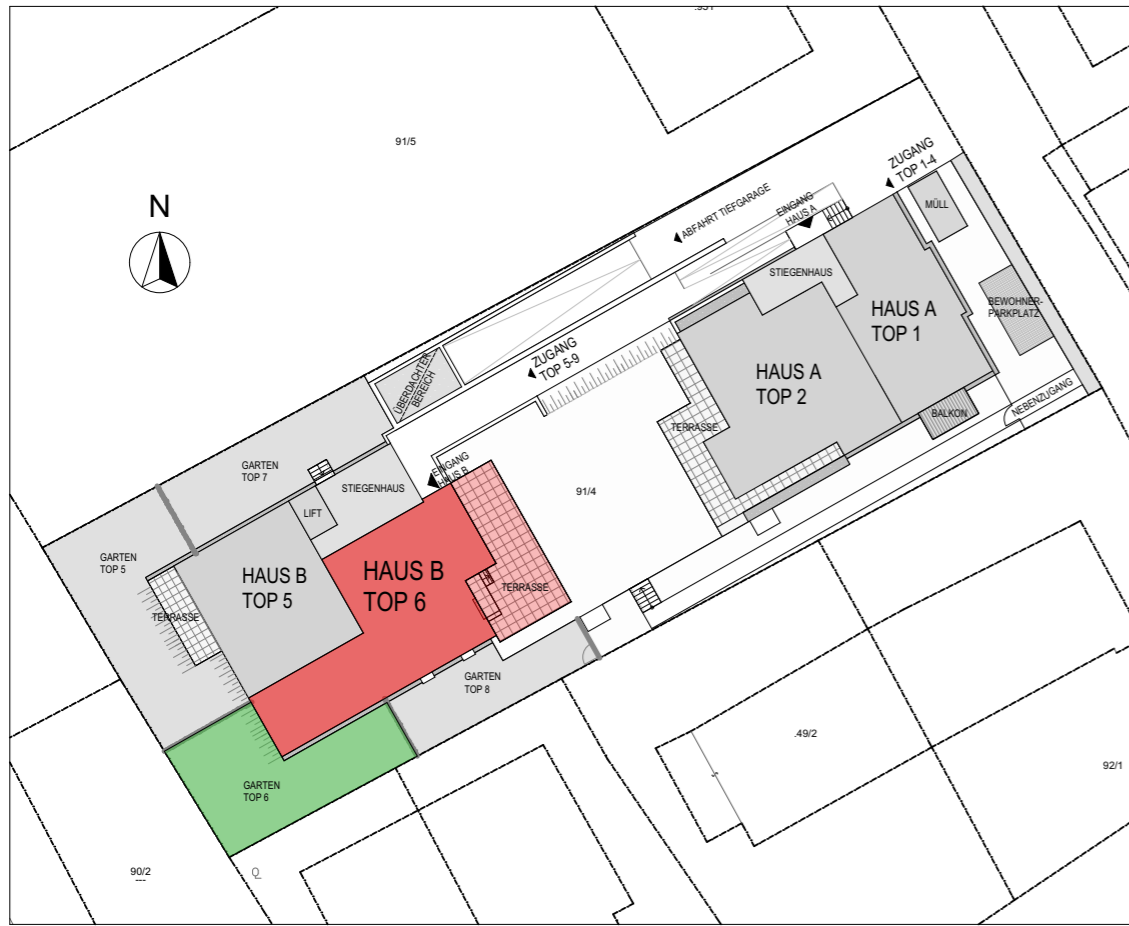 .951
91/5
N
ZUGANG
TOP 1-4
MÜLL
ABFAHRT TIEFGARAGE
EINGANG
HAUS A
STIEGENHAUS
HAUS A
TOP 1
BEWOHNER-
PARKPLATZ
ZUGANG
TOP 5-9
HAUS A
TOP 2
ÜBERDACHTER
BEREICH
TERRASSE
BALKON
NEBENZUGANG
GARTEN
TOP 7
EINGANG
HAUS B
STIEGENHAUS
91/4
LIFT
GARTEN
TOP 5
HAUS B
TOP 5
HAUS B
TOP 6
TERRASSE
TERRASSE
GARTEN
TOP 8
.49/2
92/1
GARTEN
TOP 6
90/2